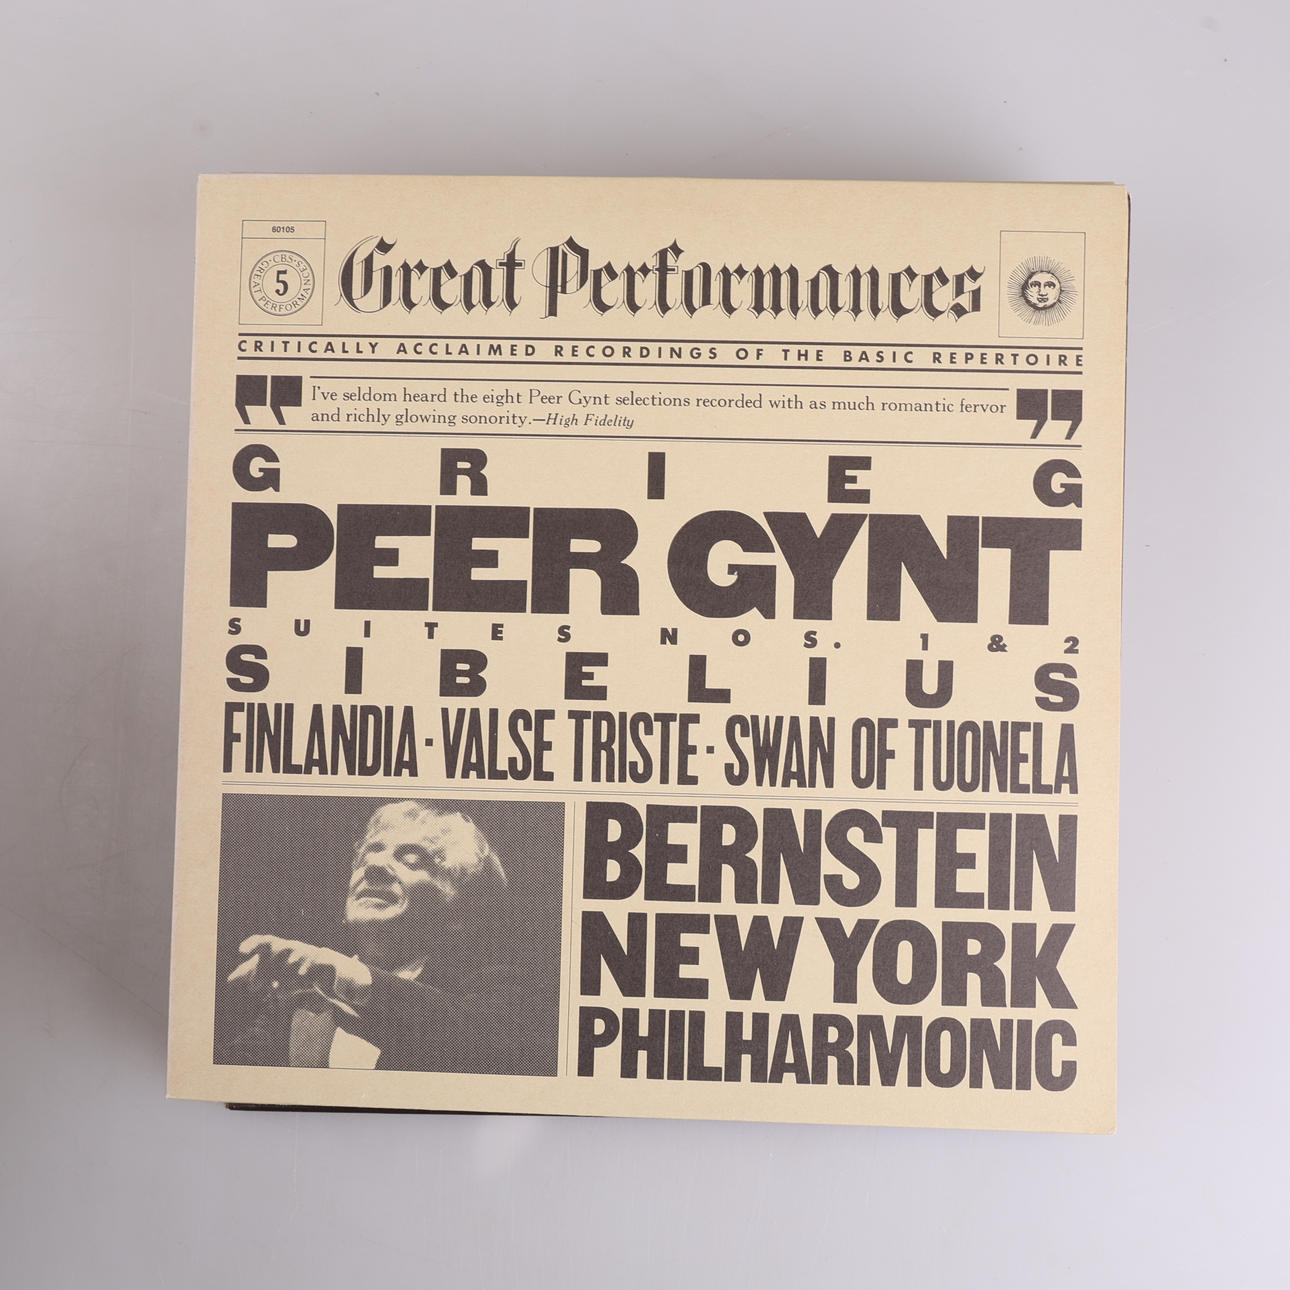 60105
·CBS·
GREAT PERFORMANCES
5
Great Performances
CRITICALLY ACCLAIMED RECORDINGS OF THE BASIC REPERTOIRE
"I've seldom heard the eight Peer Gynt selections recorded with as much romantic fervor
and richly glowing sonority.—High Fidelity"
GRIEG
PEER GYNT
SUITES NOS. 1 & 2
SIBELIUS
FINLANDIA · VALSE TRISTE · SWAN OF TUONELA
BERNSTEIN
NEW YORK
PHILHARMONIC